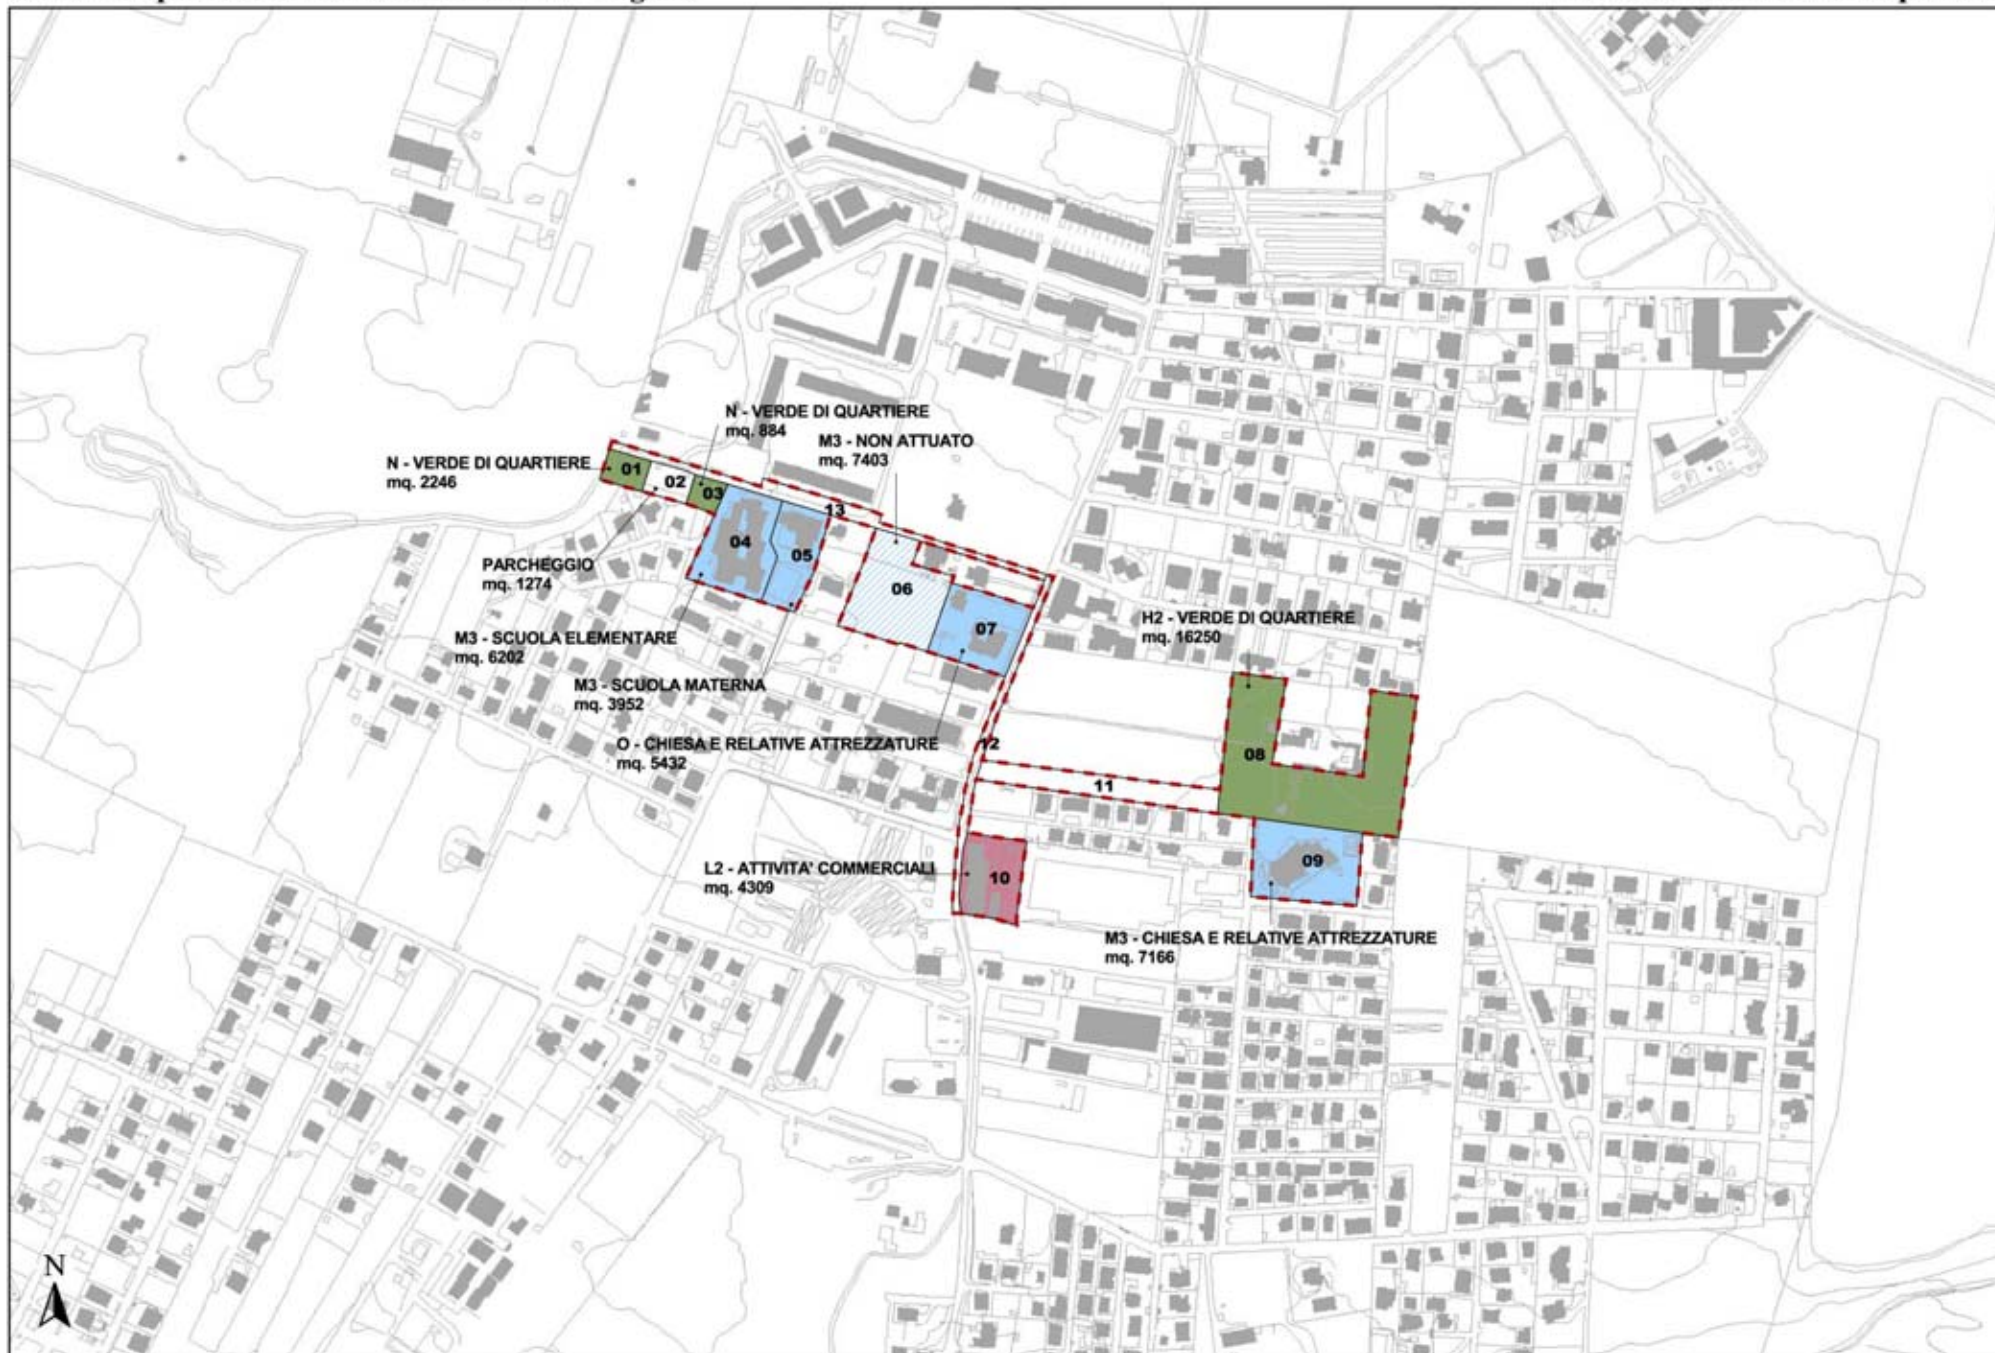 N - VERDE DI QUARTIERE
mq. 884
M3 - NON ATTUATO
mq. 7403
N - VERDE DI QUARTIERE
mq. 2246
01
02
03
13
04
05
PARCHEGGIO
mq. 1274
06
07
H2 - VERDE DI QUARTIERE
mq. 16250
M3 - SCUOLA ELEMENTARE
mq. 6202
M3 - SCUOLA MATERNA
mq. 3952
O - CHIESA E RELATIVE ATTREZZATURE
mq. 5432
12
08
11
L2 - ATTIVITA' COMMERCIALI
mq. 4309
10
09
M3 - CHIESA E RELATIVE ATTREZZATURE
mq. 7166
N